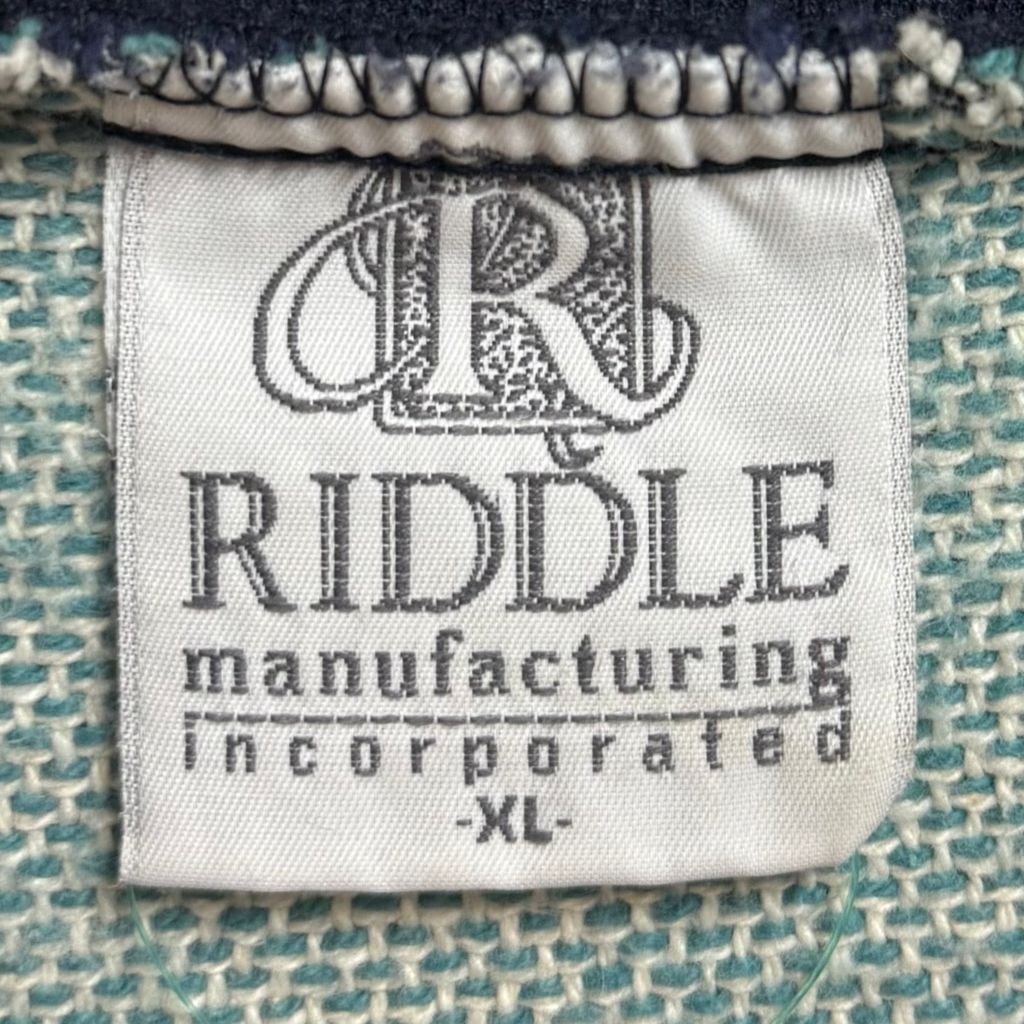 R
RIDDLE
manufacturing
incorporated
-XL-